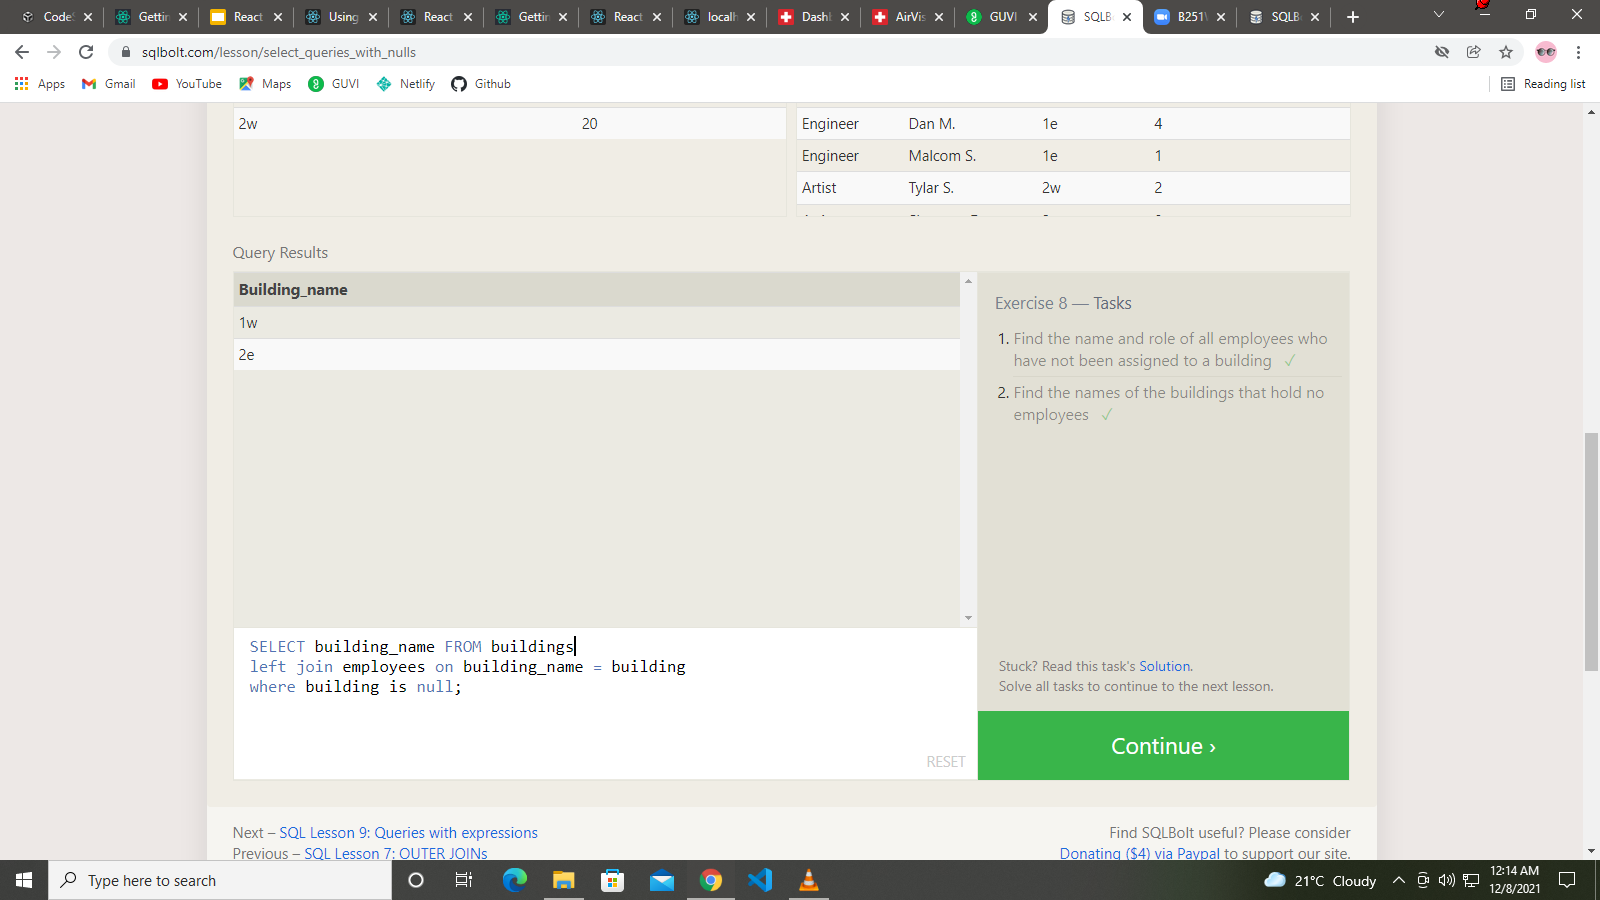 CodeS
Gettin
React
Using
React
Gettin
React
localh
Dashl
AirVis
GUVI
SQLB
B251\
SQLB
sqlbolt.com/lesson/select_queries_with_nulls
Apps Gmail YouTube Maps GUVI Netlify Github Reading list
2w 20
Engineer Dan M. 1e 4
Engineer Malcom S. 1e 1
Artist Tylar S. 2w 2
Query Results
Building_name
1w
2e
Exercise 8 — Tasks
1. Find the name and role of all employees who
have not been assigned to a building ✓
2. Find the names of the buildings that hold no
employees ✓
SELECT building_name FROM buildings
left join employees on building_name = building
where building is null;
RESET
Stuck? Read this task's Solution.
Solve all tasks to continue to the next lesson.
Continue ›
Next – SQL Lesson 9: Queries with expressions
Previous – SQL Lesson 7: OUTER JOINs
Find SQLBolt useful? Please consider
Donating ($4) via Paypal to support our site.
Type here to search
21°C Cloudy
12:14 AM
12/8/2021